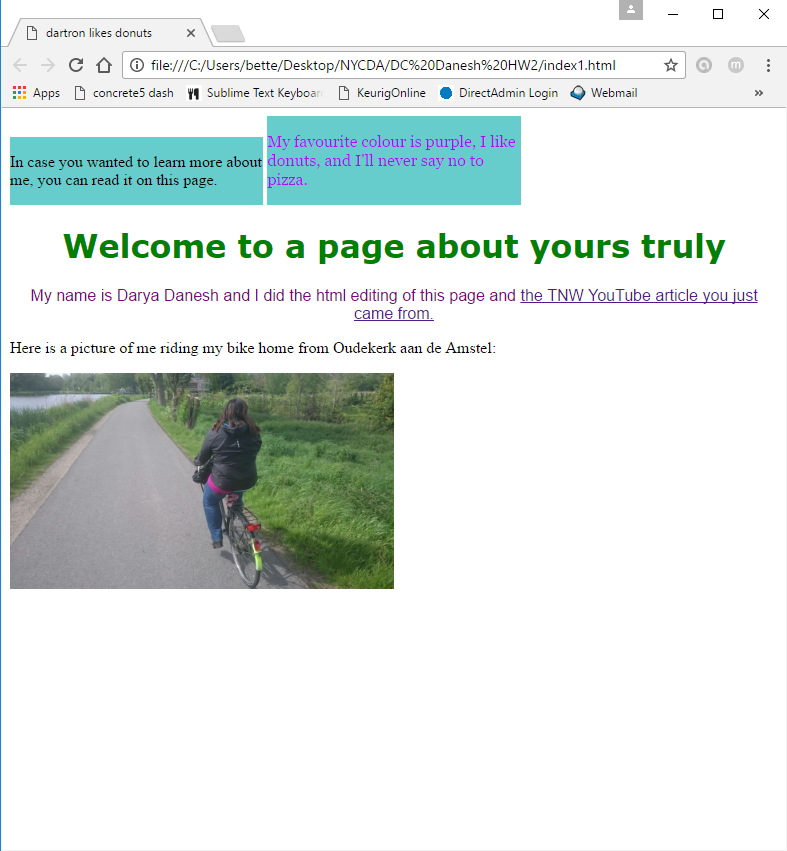 dartron likes donuts
file:///C:/Users/bette/Desktop/NYCDA/DC%20Danesh%20HW2/index1.html
Apps concrete5 dash Sublime Text Keyboar KeurigOnline DirectAdmin Login Webmail »
In case you wanted to learn more about
me, you can read it on this page.
My favourite colour is purple, I like
donuts, and I'll never say no to
pizza.
Welcome to a page about yours truly
My name is Darya Danesh and I did the html editing of this page and the TNW YouTube article you just
came from.
Here is a picture of me riding my bike home from Oudekerk aan de Amstel: